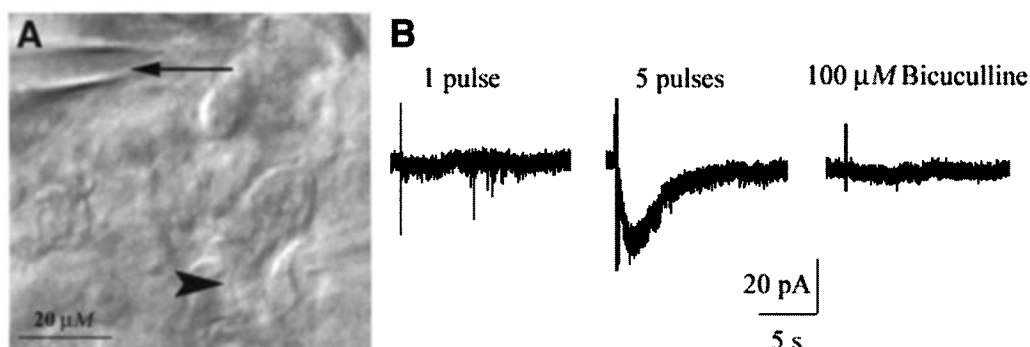 A
20 μM
B
1 pulse
5 pulses
100 μM Bicuculline
20 pA
5 s